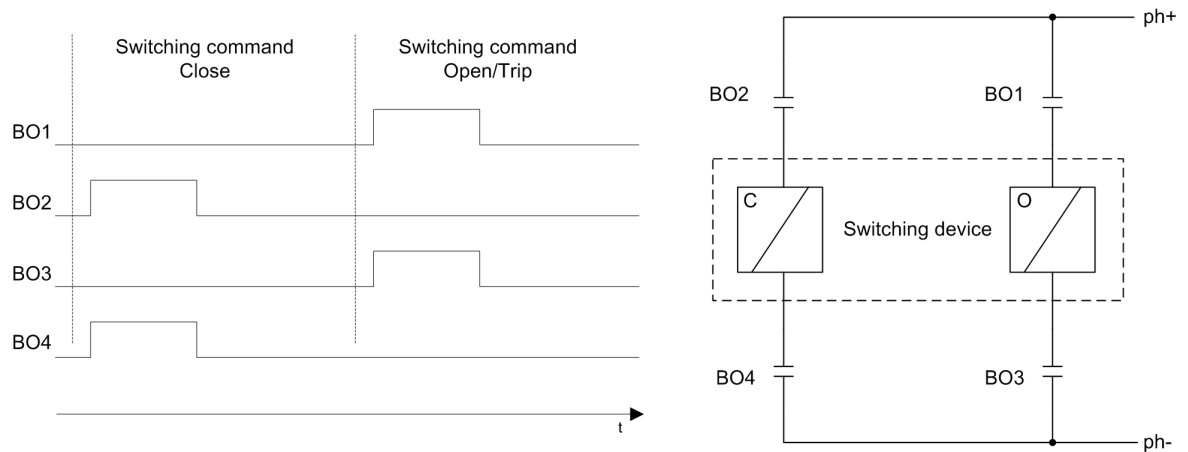 Switching command
Close
Switching command
Open/Trip
BO1
BO2
BO3
BO4
t
ph+
BO2
BO1
C
O
Switching device
BO4
BO3
ph-